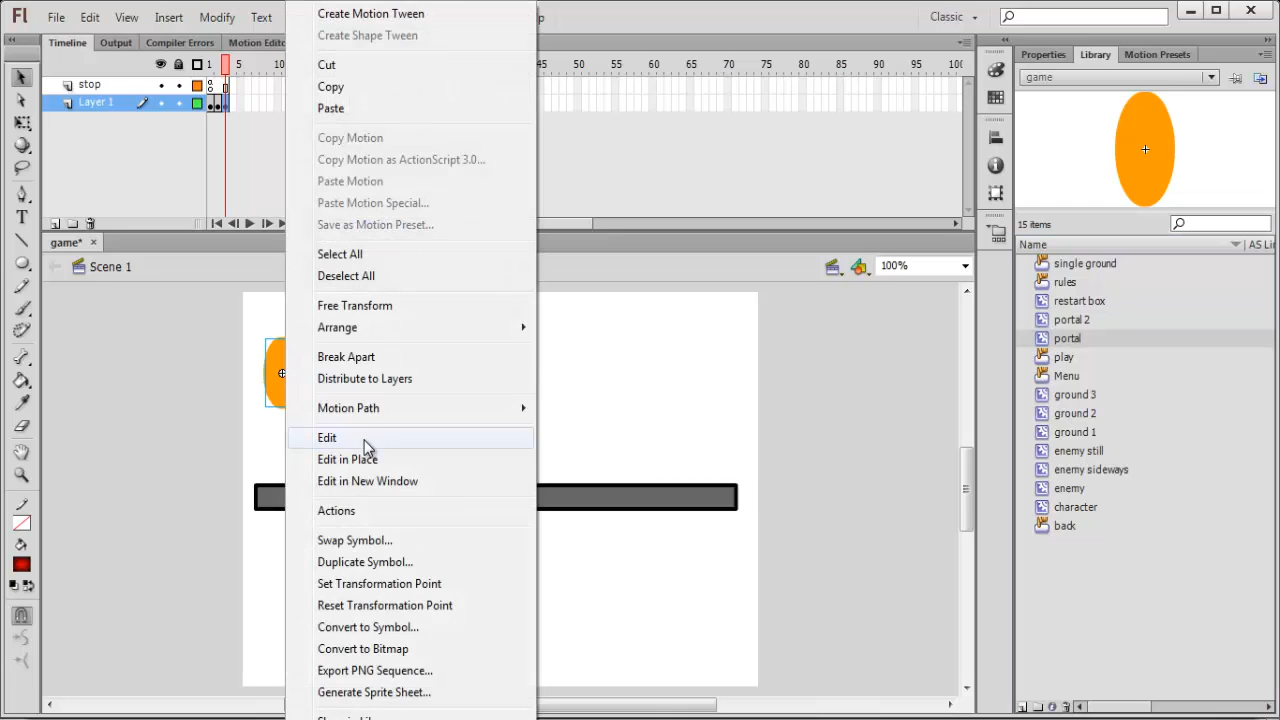 Fl File Edit View Insert Modify Text
Classic
Timeline Output Compiler Errors Motion Editor
1 5 10 45 50 55 60 65 70 75 80 85 90 95 100
stop
Layer 1
game* ×
Scene 1
100%
Create Motion Tween
Create Shape Tween
Cut
Copy
Paste
Copy Motion
Copy Motion as ActionScript 3.0...
Paste Motion
Paste Motion Special...
Save as Motion Preset...
Select All
Deselect All
Free Transform
Arrange
Break Apart
Distribute to Layers
Motion Path
Edit
Edit in Place
Edit in New Window
Actions
Swap Symbol...
Duplicate Symbol...
Set Transformation Point
Reset Transformation Point
Convert to Symbol...
Convert to Bitmap
Export PNG Sequence...
Generate Sprite Sheet...
Properties Library Motion Presets
game
15 items
Name AS Li
single ground
rules
restart box
portal 2
portal
play
Menu
ground 3
ground 2
ground 1
enemy still
enemy sideways
enemy
character
back